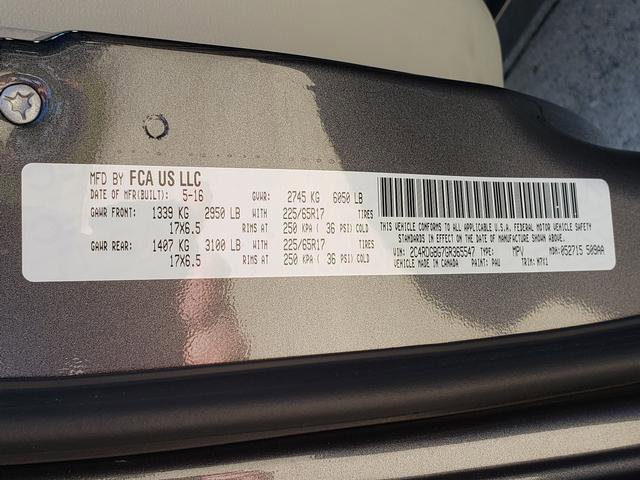 MFD BY FCA US LLC
DATE OF MFR(BUILT): 5-16 GVWR: 2745 KG 6050 LB
GAWR FRONT: 1339 KG 2950 LB WITH 225/65R17 TIRES
17X6.5 RIMS AT 250 KPA ( 36 PSI) COLD
GAWR REAR: 1407 KG 3100 LB WITH 225/65R17 TIRES
17X6.5 RIMS AT 250 KPA ( 36 PSI) COLD
THIS VEHICLE CONFORMS TO ALL APPLICABLE U.S.A. FEDERAL MOTOR VEHICLE SAFETY
STANDARDS IN EFFECT ON THE DATE OF MANUFACTURE SHOWN ABOVE.
VIN: 2C4RDGBG7GR365547 TYPE: MPV MDH: 052715 509AA
VEHICLE MADE IN CANADA PAINT: PAU TRIM: M7X1